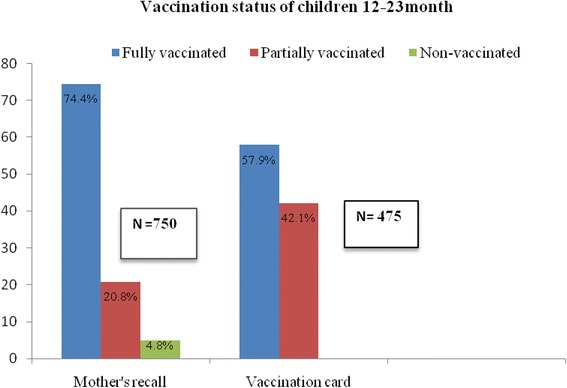 Vaccination status of children 12-23month
Fully vaccinated Partially vaccinated Non-vaccinated
80
70
60
50
40
30
20
10
0
74.4%
20.8%
4.8%
N =750
57.9%
42.1%
N= 475
Mother's recall Vaccination card